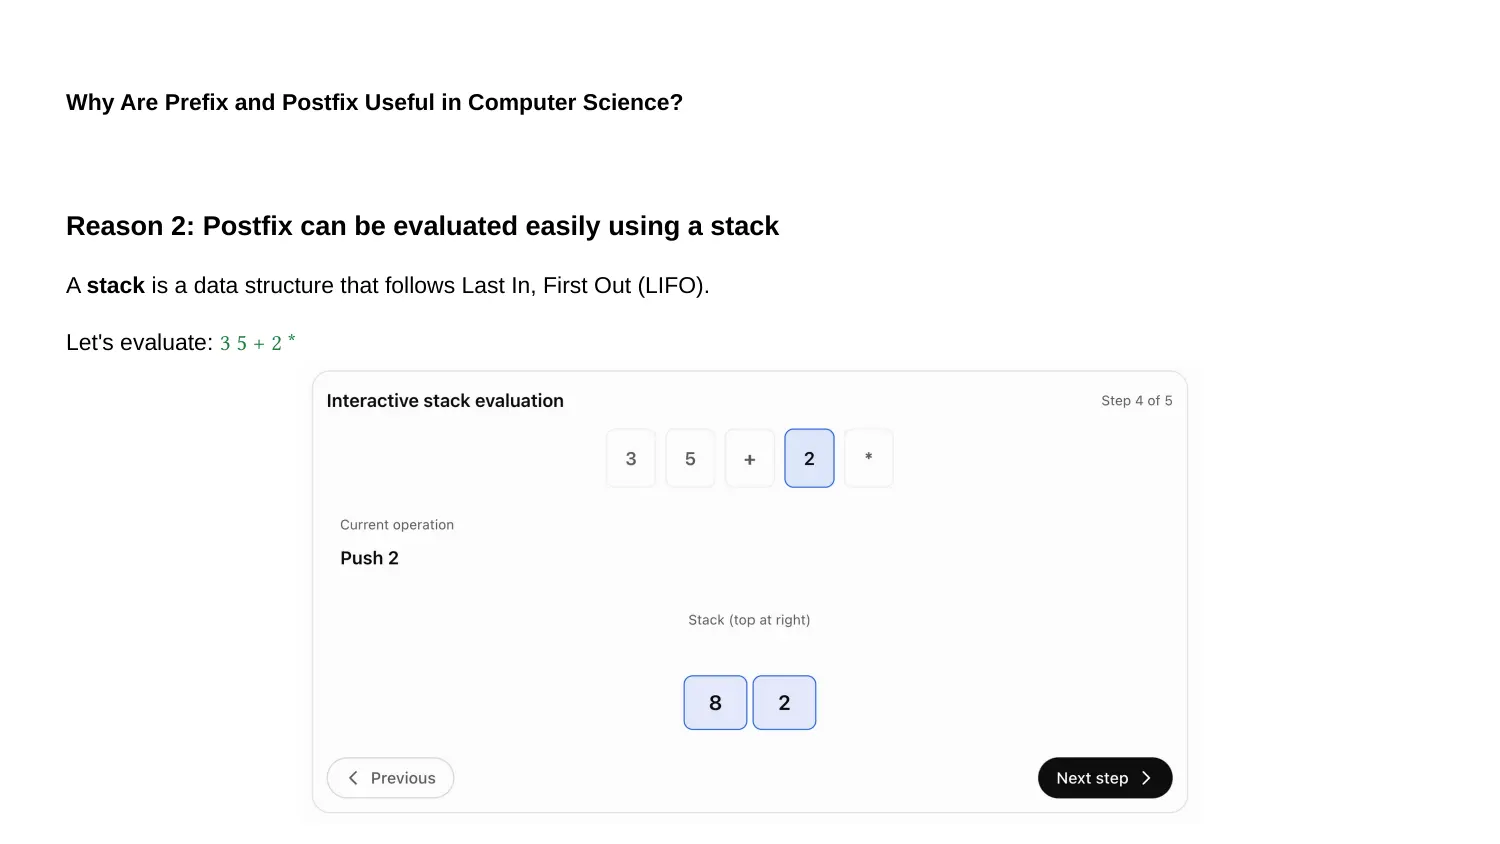 Why Are Prefix and Postfix Useful in Computer Science?
Reason 2: Postfix can be evaluated easily using a stack
A stack is a data structure that follows Last In, First Out (LIFO).
Let's evaluate: 3 5 + 2 *
Interactive stack evaluation
Step 4 of 5
3 5 + 2 *
Current operation
Push 2
Stack (top at right)
8 2
Previous
Next step